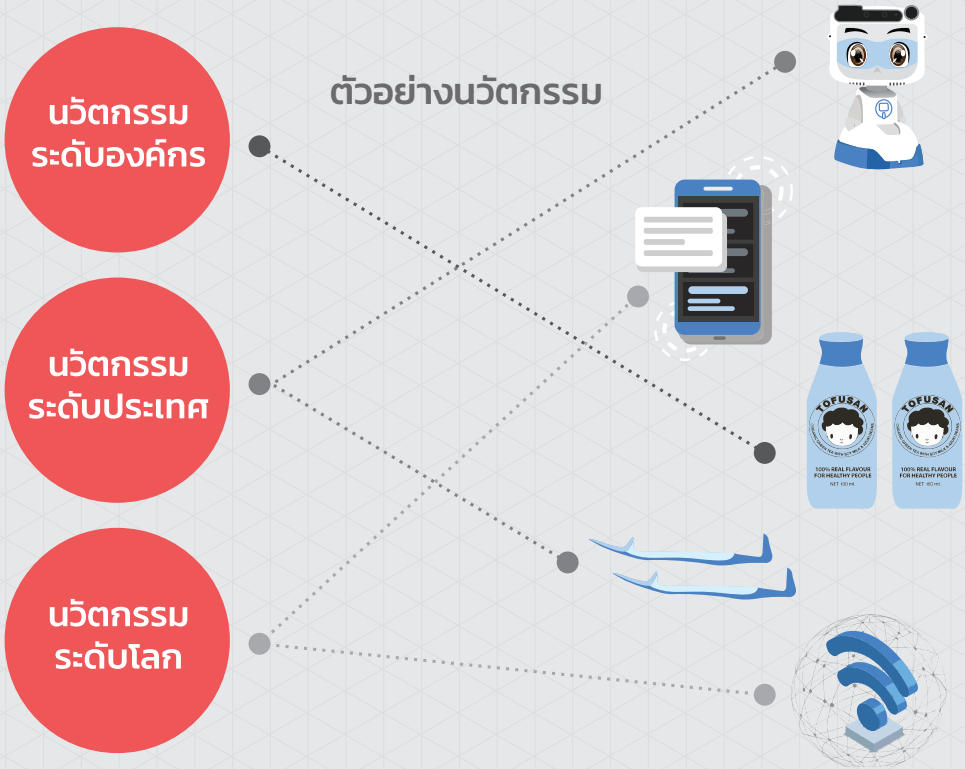 ตัวอย่างนวัตกรรม
นวัตกรรม
ระดับองค์กร
นวัตกรรม
ระดับประเทศ
นวัตกรรม
ระดับโลก
TOFUSAN
100% REAL FLAVOUR
FOR HEALTHY PEOPLE
TOFUSAN
100% REAL FLAVOUR
FOR HEALTHY PEOPLE